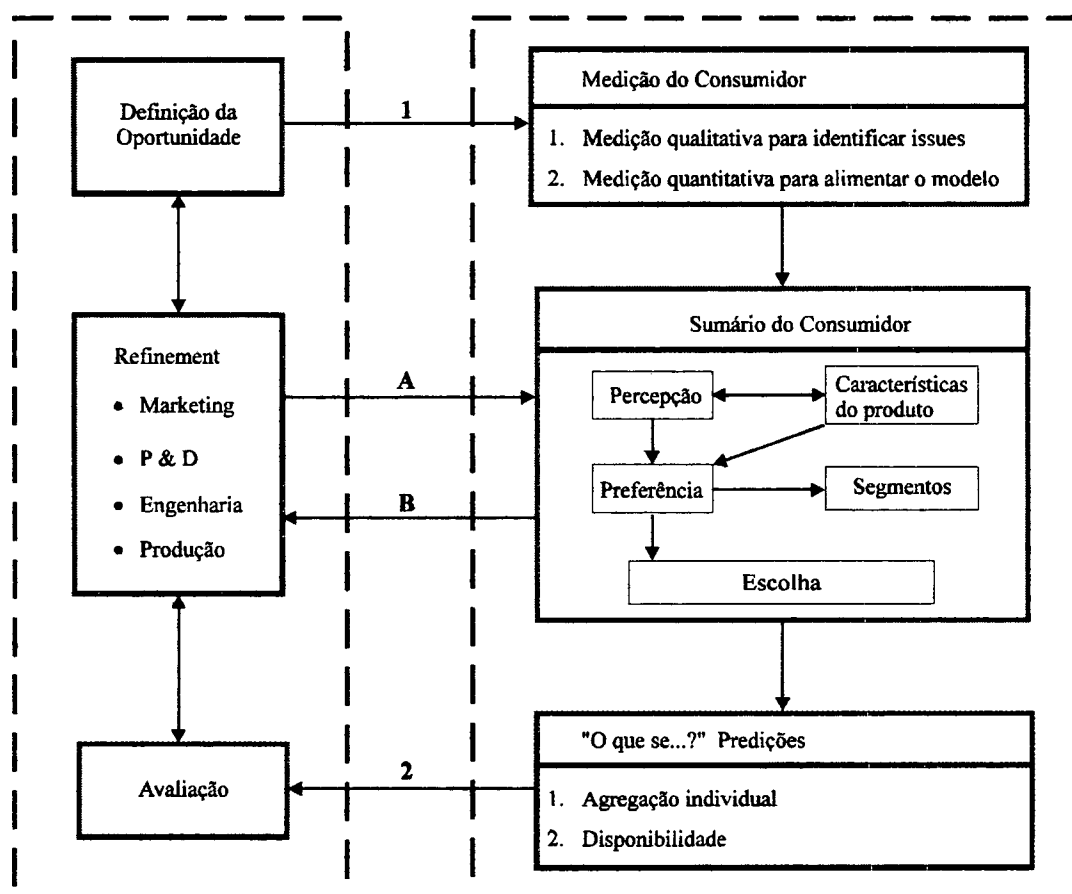 Definição da
Oportunidade
1
Medição do Consumidor
1. Medição qualitativa para identificar issues
2. Medição quantitativa para alimentar o modelo
Refinement
• Marketing
• P & D
• Engenharia
• Produção
A
B
Sumário do Consumidor
Percepção
Características
do produto
Preferência
Segmentos
Escolha
Avaliação
2
"O que se...?" Predições
1. Agregação individual
2. Disponibilidade